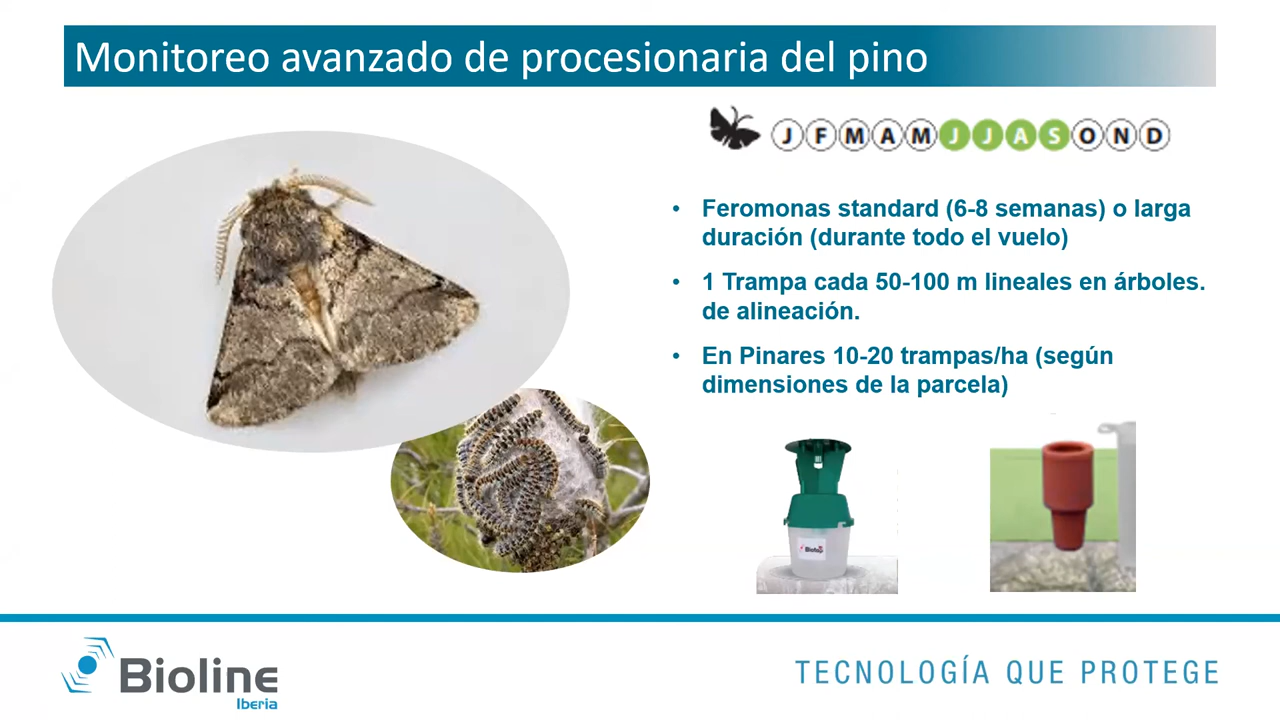 Monitoreo avanzado de procesionaria del pino
J F M A M J J A S O N D
• Feromonas standard (6-8 semanas) o larga
duración (durante todo el vuelo)
• 1 Trampa cada 50-100 m lineales en árboles.
de alineación.
• En Pinares 10-20 trampas/ha (según
dimensiones de la parcela)
Bioline
Iberia
TECNOLOGÍA QUE PROTEGE